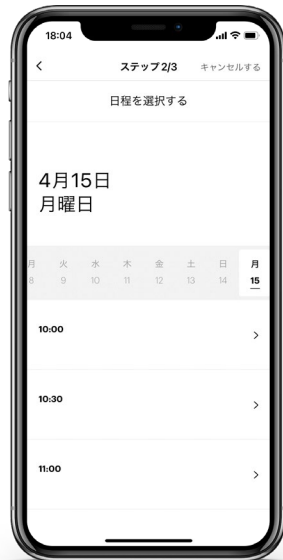 18:04
ステップ2/3 キャンセルする
日程を選択する
4月15日
月曜日
月 火 水 木 金 土 日 月
8 9 10 11 12 13 14 15
10:00
10:30
11:00